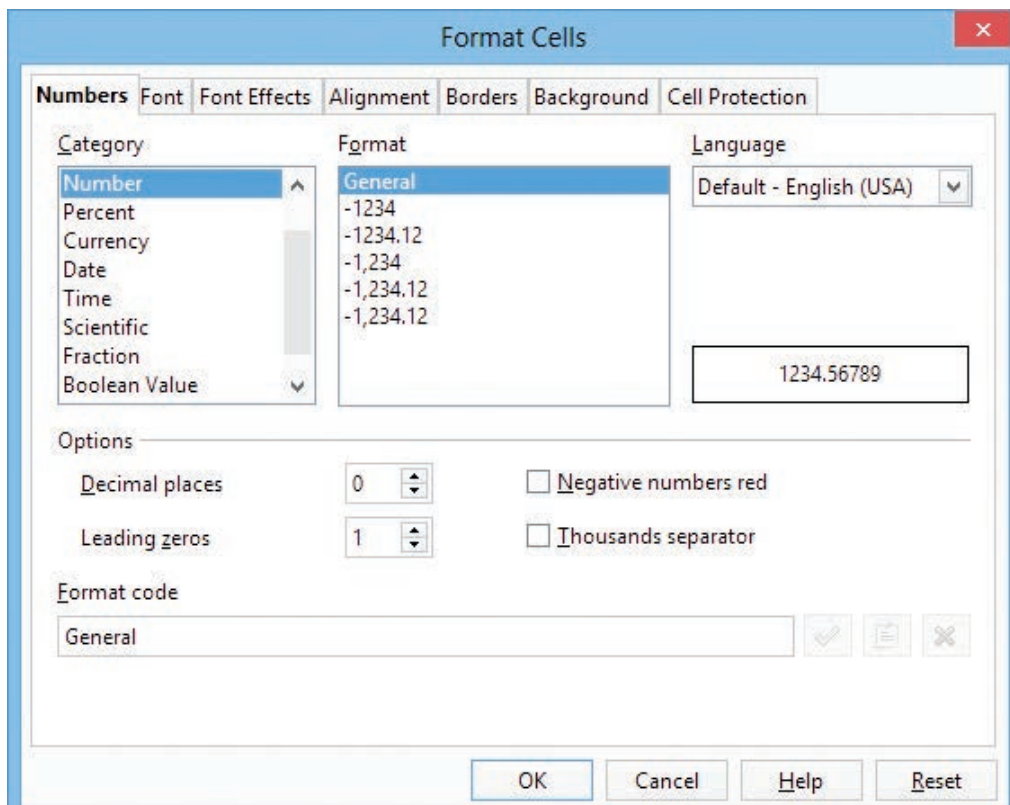 Format Cells
Numbers Font Font Effects Alignment Borders Background Cell Protection
Category
Number
Percent
Currency
Date
Time
Scientific
Fraction
Boolean Value
Format
General
-1234
-1234.12
-1,234
-1,234.12
-1,234.12
Language
Default - English (USA)
1234.56789
Options
Decimal places 0
Negative numbers red
Leading zeros 1
Thousands separator
Format code
General
OK Cancel Help Reset